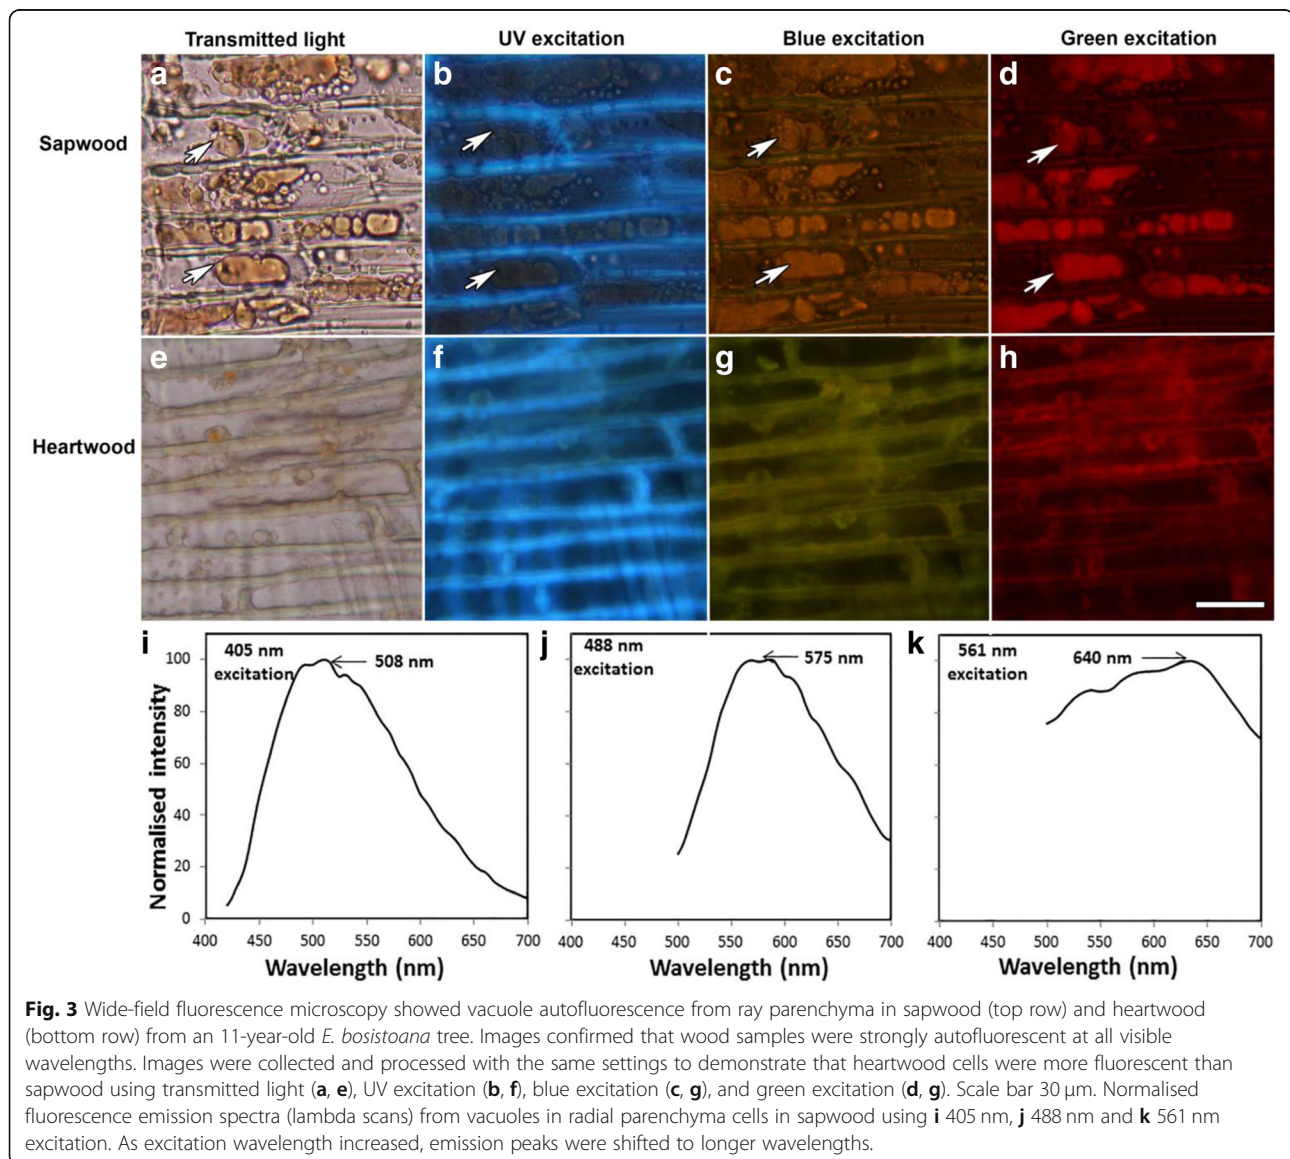 Transmitted light
UV excitation
Blue excitation
Green excitation
a
b
c
d
Sapwood
e
f
g
h
Heartwood
i
405 nm
excitation
508 nm
100
80
60
40
20
0
Normalised intensity
400 450 500 550 600 650 700
Wavelength (nm)
j
488 nm
excitation
575 nm
400 450 500 550 600 650 700
Wavelength (nm)
k
561 nm
excitation
640 nm
400 450 500 550 600 650 700
Wavelength (nm)
Fig. 3 Wide-field fluorescence microscopy showed vacuole autofluorescence from ray parenchyma in sapwood (top row) and heartwood
(bottom row) from an 11-year-old E. bosistoana tree. Images confirmed that wood samples were strongly autofluorescent at all visible
wavelengths. Images were collected and processed with the same settings to demonstrate that heartwood cells were more fluorescent than
sapwood using transmitted light (a, e), UV excitation (b, f), blue excitation (c, g), and green excitation (d, g). Scale bar 30 μm. Normalised
fluorescence emission spectra (lambda scans) from vacuoles in radial parenchyma cells in sapwood using i 405 nm, j 488 nm and k 561 nm
excitation. As excitation wavelength increased, emission peaks were shifted to longer wavelengths.